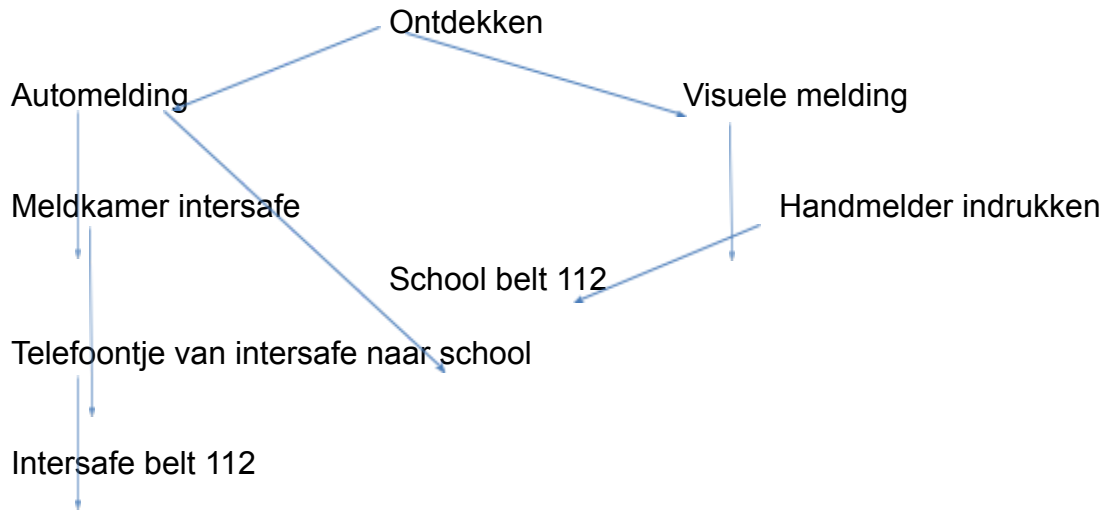 Ontdekken
Automelding
Visuele melding
Meldkamer intersafe
Handmelder indrukken
School belt 112
Telefoontje van intersafe naar school
Intersafe belt 112